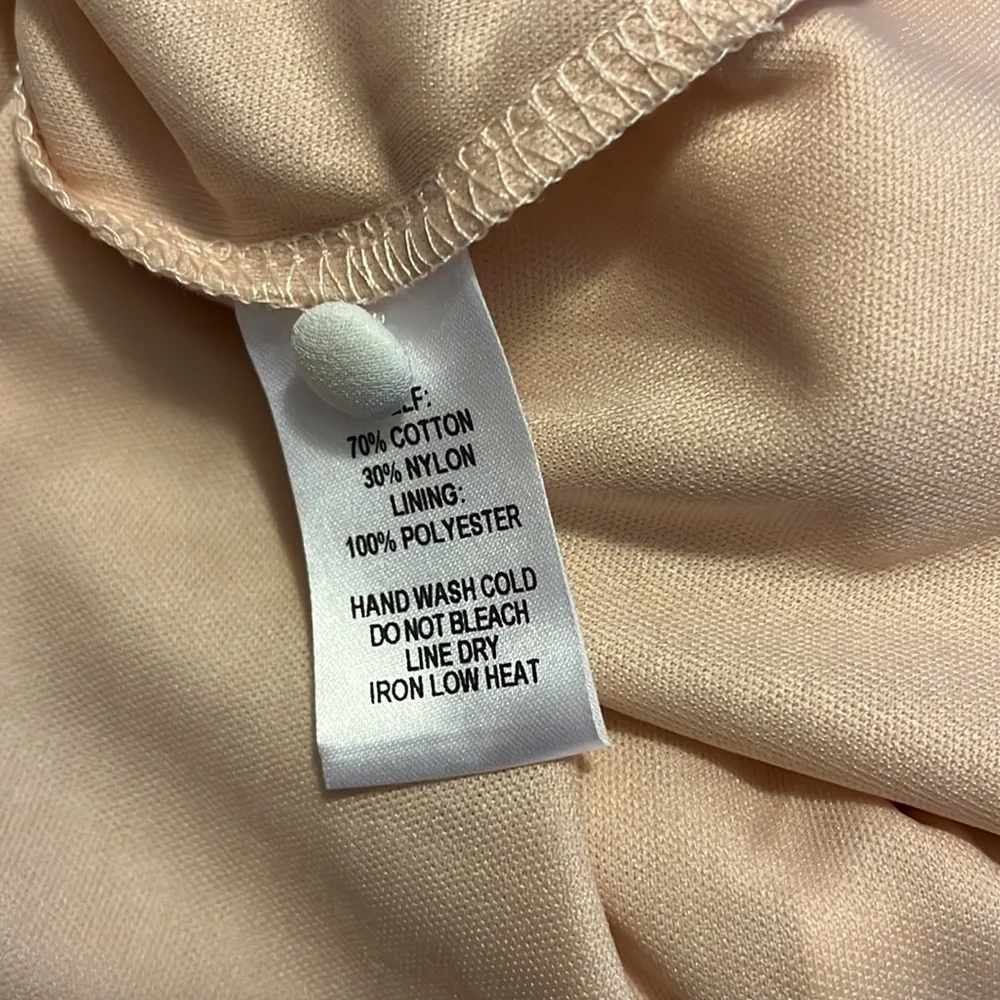 70% COTTON
30% NYLON
LINING:
100% POLYESTER
HAND WASH COLD
DO NOT BLEACH
LINE DRY
IRON LOW HEAT